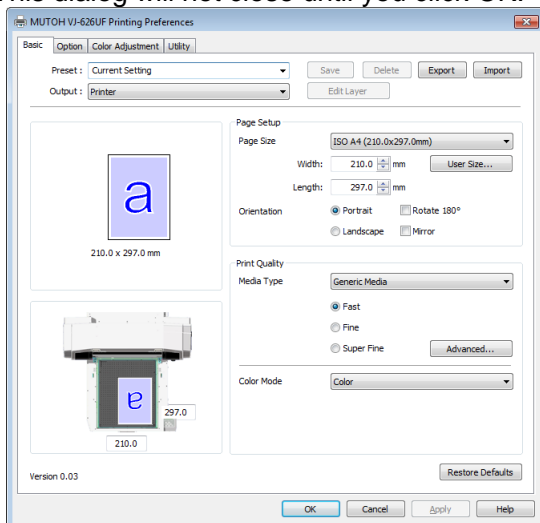 This dialog will not close until you click OK.
MUTOH VJ-626UF Printing Preferences
Basic Option Color Adjustment Utility
Preset : Current Setting Save Delete Export Import
Output : Printer Edit Layer
Page Setup
Page Size ISO A4 (210.0x297.0mm)
Width: 210.0 mm User Size...
Length: 297.0 mm
Orientation Portrait Rotate 180°
Landscape Mirror
a
210.0 x 297.0 mm
Print Quality
Media Type Generic Media
Fast
Fine
Super Fine Advanced...
Color Mode Color
a
297.0
210.0
Version 0.03 Restore Defaults
OK Cancel Apply Help